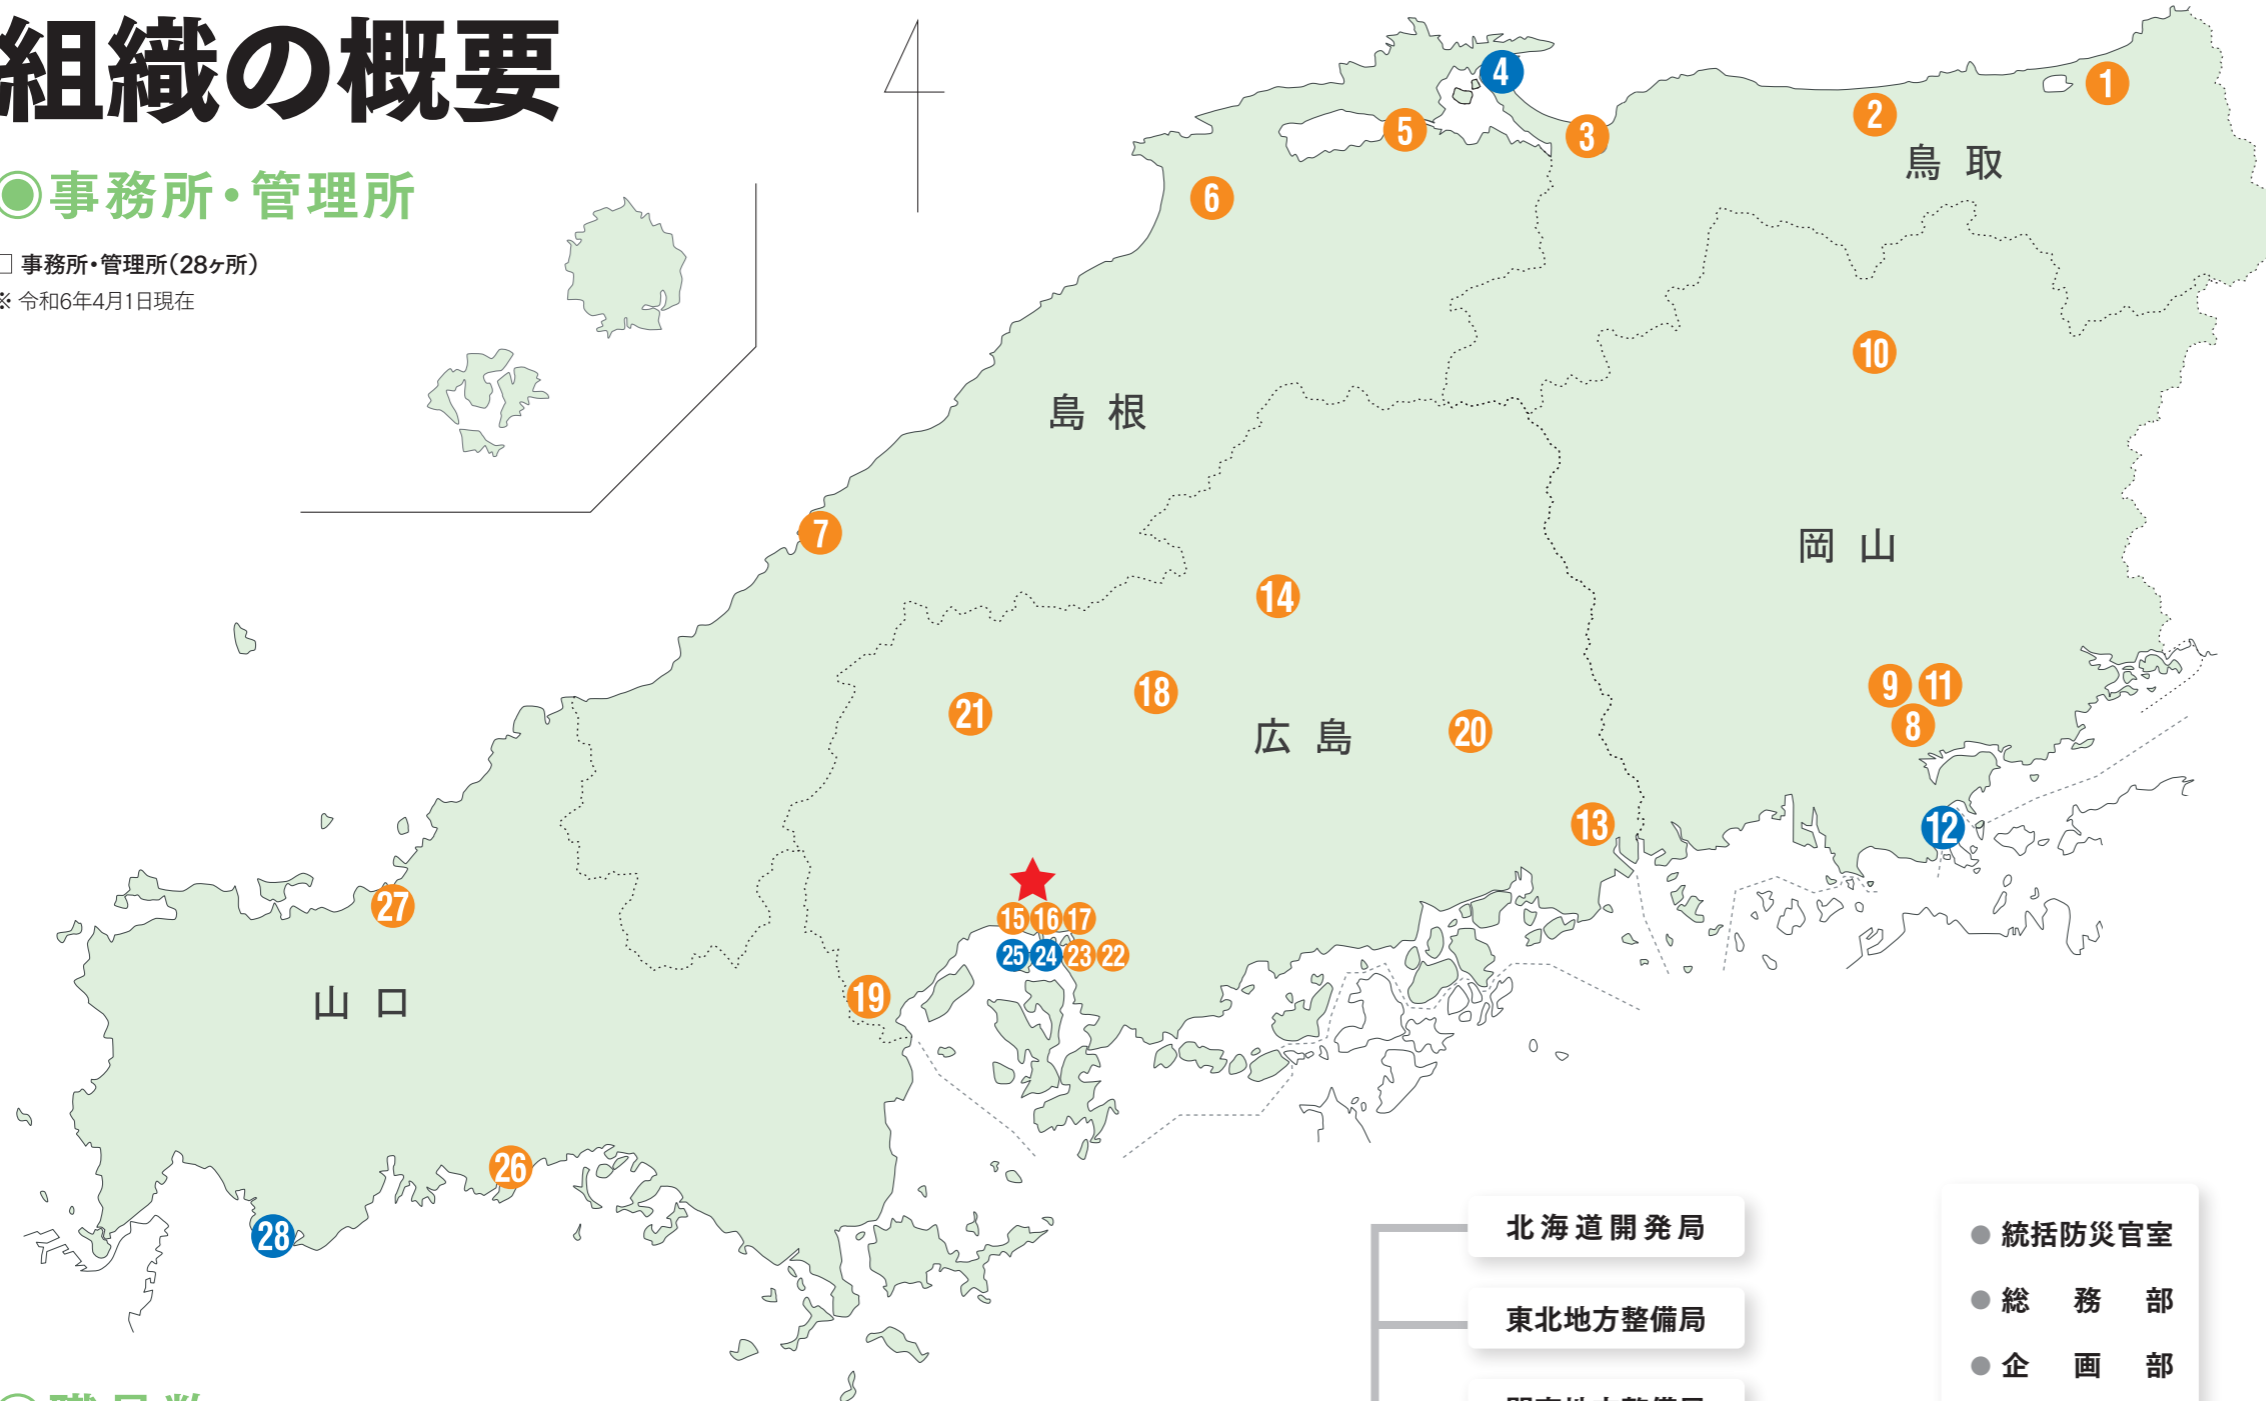 組織の概要
◉事務所・管理所
□ 事務所・管理所（28ヶ所）
※ 令和6年4月1日現在
4
1
2
3
5
鳥取
6
10
島根
7
岡山
14
9
11
18
21
8
広島
20
13
12
27
15
16
17
25
24
23
22
19
山口
26
28
北海道開発局
東北地方整備局
● 統括防災官室
● 総務部
● 企画部